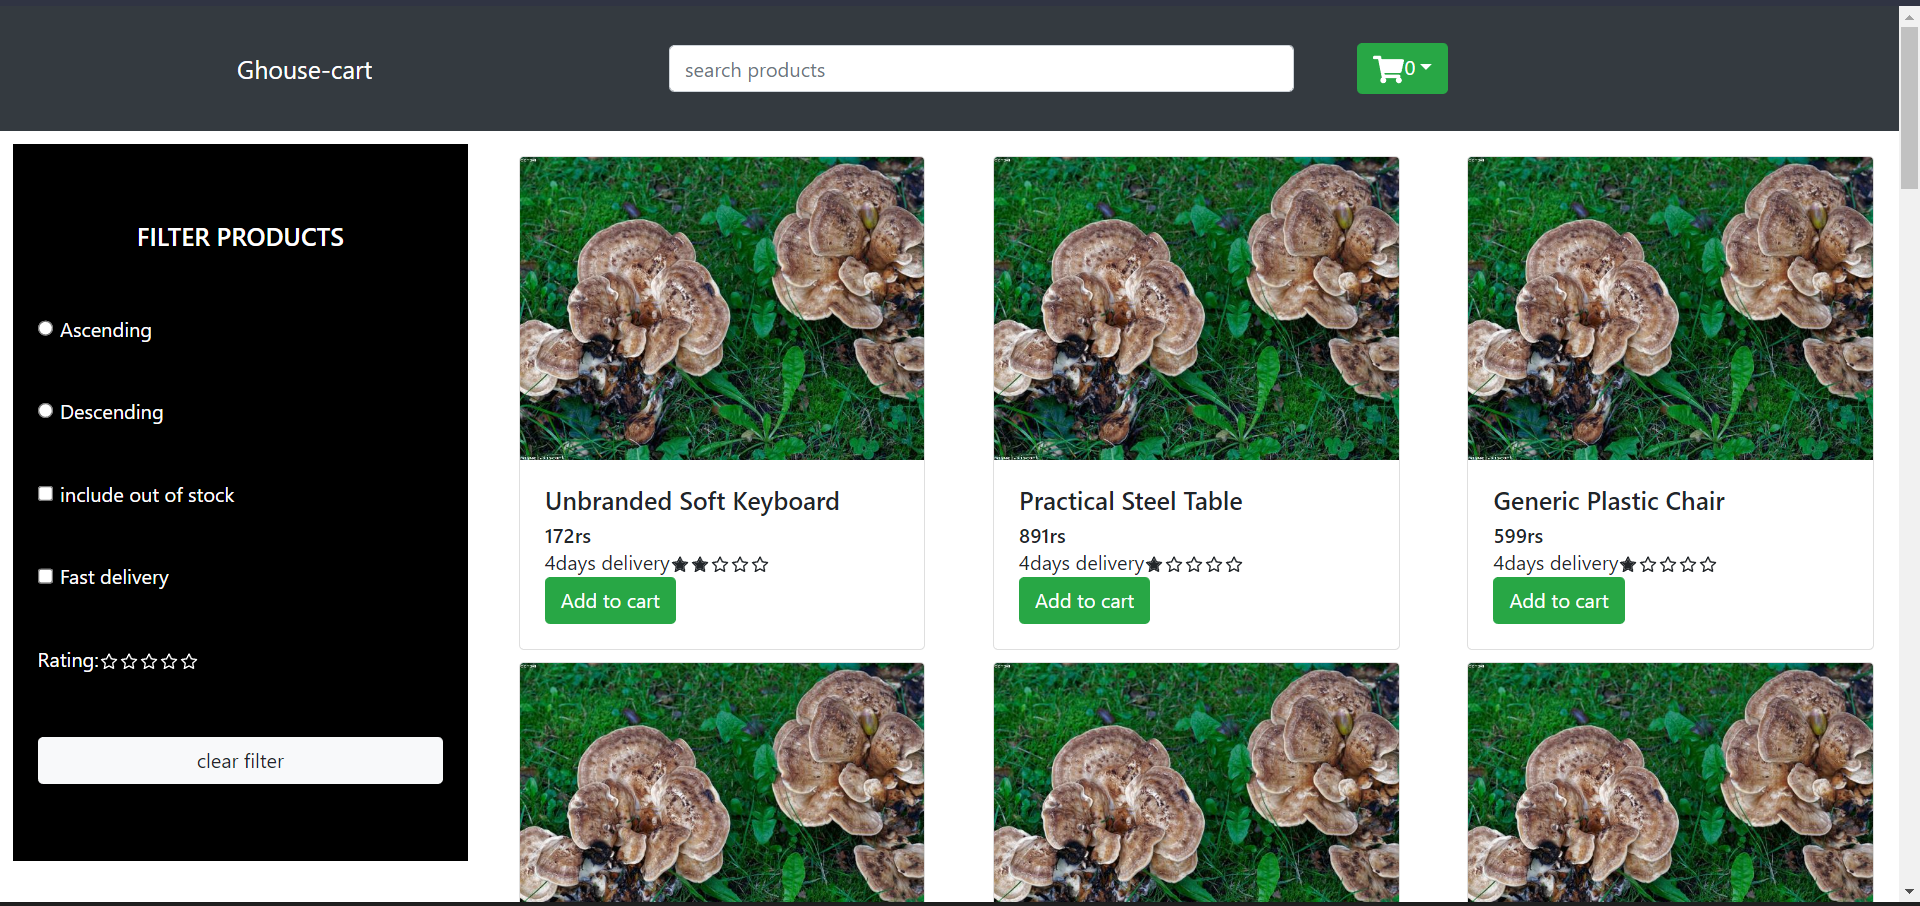 Ghouse-cart
search products
0
FILTER PRODUCTS
Ascending
Descending
include out of stock
Fast delivery
Rating:
clear filter
Unbranded Soft Keyboard
172rs
4days delivery
Add to cart
Practical Steel Table
891rs
4days delivery
Add to cart
Generic Plastic Chair
599rs
4days delivery
Add to cart